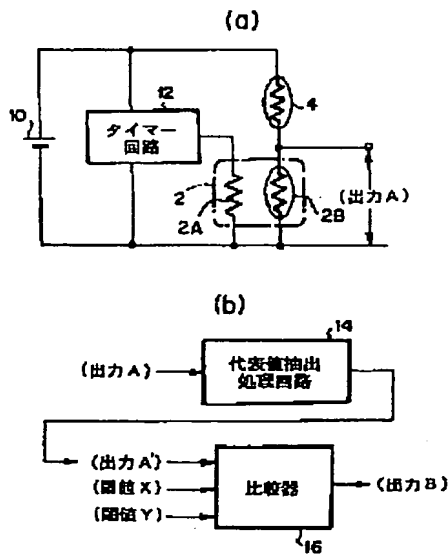 (a)
12
10
タイマー
回路
4
2
2A
2B
(出力A)
(b)
14
(出力A)
代表値抽出
処理回路
(出力A')
(閾値X)
(閾値Y)
比較器
(出力B)
16